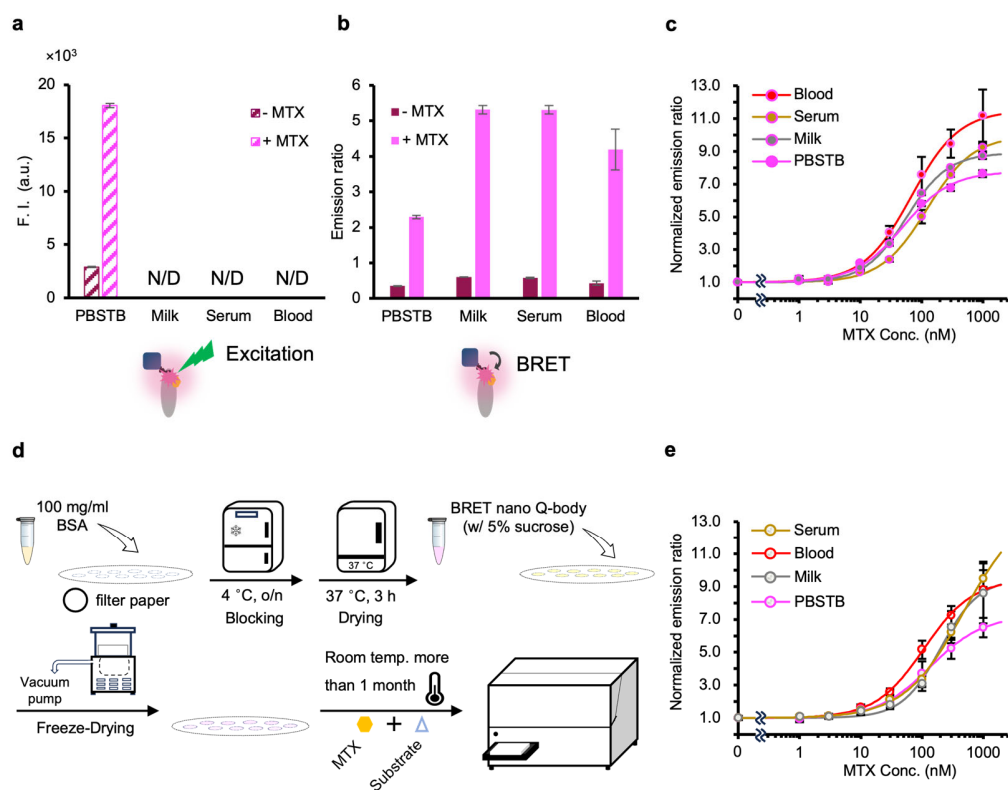 a
×10³
F. I. (a.u.)
20
15
10
5
0
- MTX
+ MTX
N/D
N/D
N/D
PBSTB
Milk
Serum
Blood
Excitation
b
Emission ratio
6
5
4
3
2
1
0
- MTX
+ MTX
PBSTB
Milk
Serum
Blood
BRET
c
Normalized emission ratio
13.0
11.0
9.0
7.0
5.0
3.0
1.0
Blood
Serum
Milk
PBSTB
0
1
10
100
1000
MTX Conc. (nM)
d
100 mg/ml
BSA
filter paper
4 °C, o/n
Blocking
37 °C
37 °C, 3 h
Drying
BRET nano Q-body
(w/ 5% sucrose)
Vacuum
pump
Freeze-Drying
Room temp. more
than 1 month
+
MTX
Substrate
e
Normalized emission ratio
13.0
11.0
9.0
7.0
5.0
3.0
1.0
Serum
Blood
Milk
PBSTB
0
1
10
100
1000
MTX Conc. (nM)